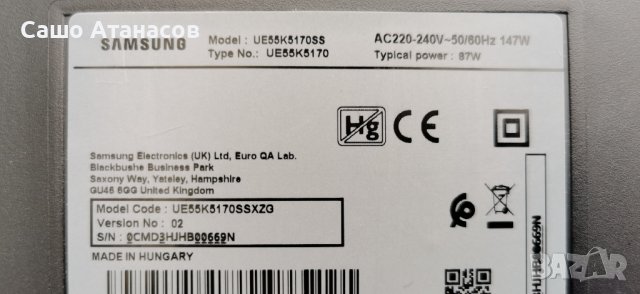 Сашо Атанасов
SAMSUNG
Model : UE55K5170SS
Type No.: UE55K5170
AC220-240V~50/60Hz 147W
Typical power : 87W
Hg
CE
Samsung Electronics (UK) Ltd, Euro QA Lab.
Blackbushe Business Park
Saxony Way, Yateley, Hampshire
GU46 6GG United Kingdom
Model Code : UE55K5170SSXZG
Version No : 02
S/N : 0CMD3HJHB00669N
MADE IN HUNGARY
bazar